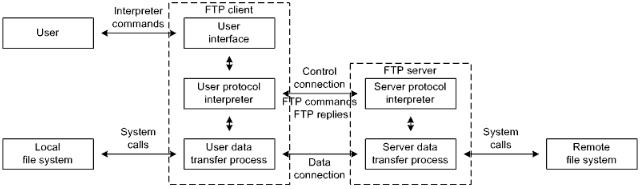 FTP client
Interpreter
commands
User
User
interface
Control
connection
FTP server
User protocol
interpreter
FTP commands
FTP replies
Server protocol
interpreter
Local
file system
System
calls
User data
transfer process
Data
connection
Server data
transfer process
System
calls
Remote
file system